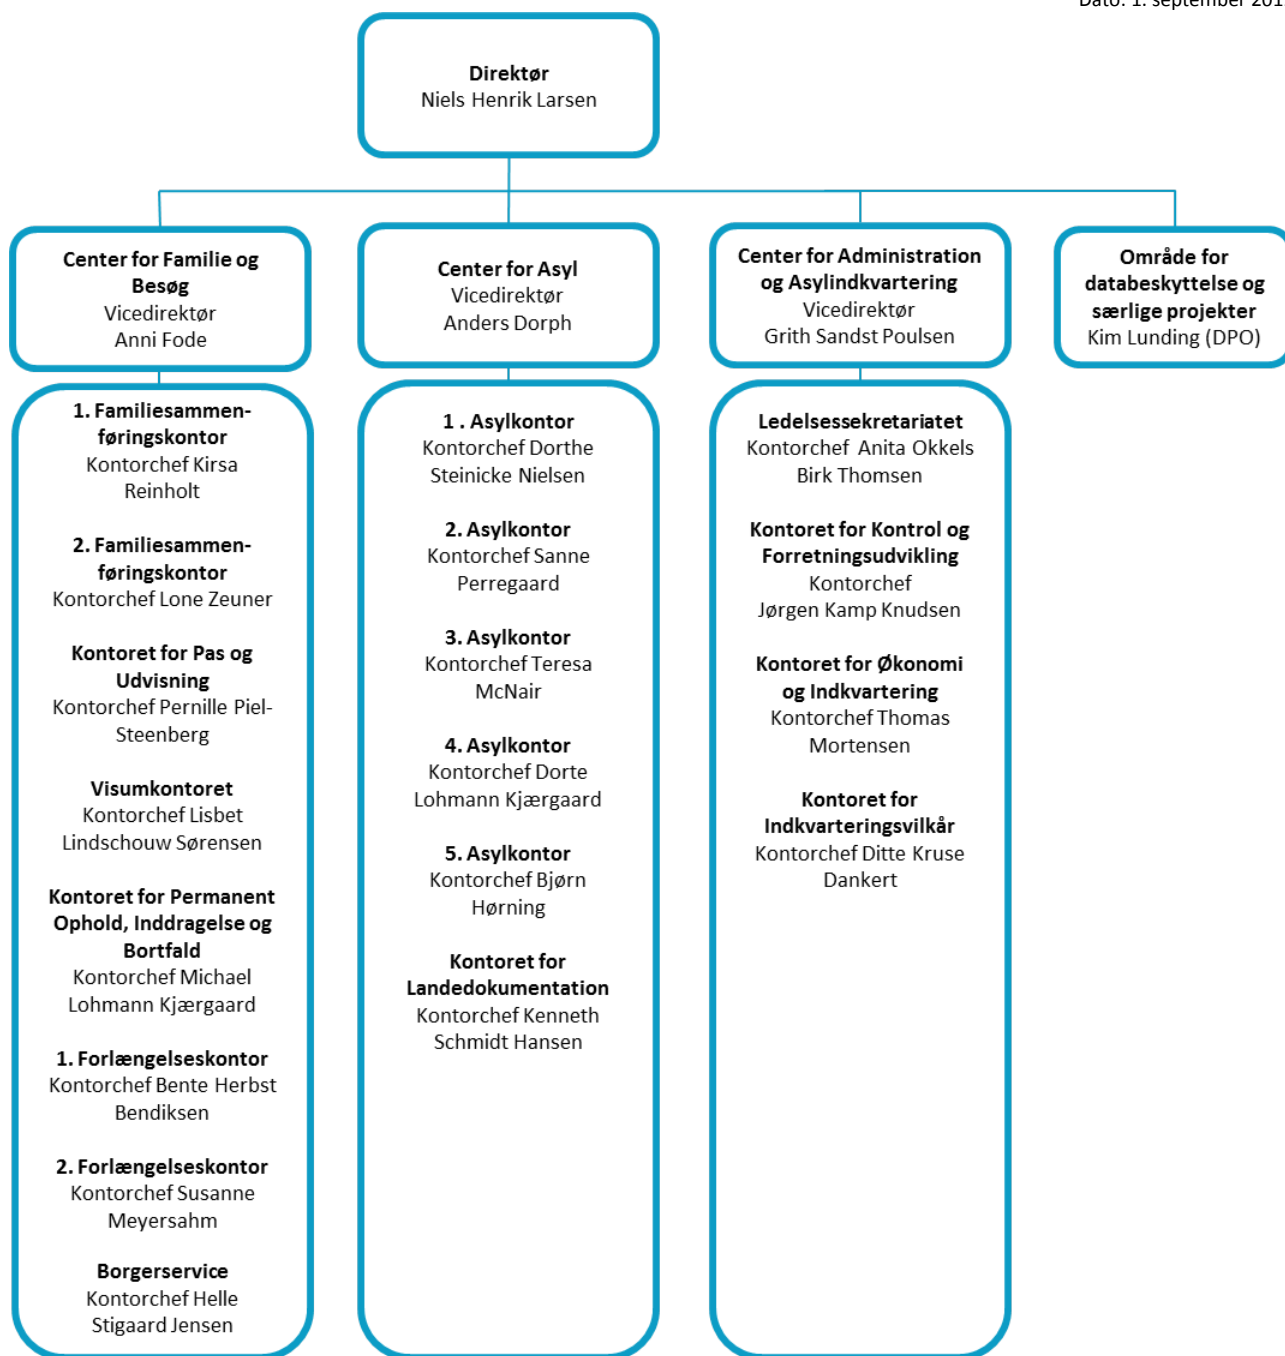 Dato: 1. september 201
Direktør
Niels Henrik Larsen
Center for Familie og
Besøg
Vicedirektør
Anni Fode
Center for Asyl
Vicedirektør
Anders Dorph
Center for Administration
og Asylindkvartering
Vicedirektør
Grith Sandst Poulsen
Område for
databeskyttelse og
særlige projekter
Kim Lunding (DPO)
1. Familiesammen-
føringskontor
Kontorchef Kirsa
Reinholt
2. Familiesammen-
føringskontor
Kontorchef Lone Zeuner
Kontoret for Pas og
Udvisning
Kontorchef Pernille Piel-
Steenberg
Visumkontoret
Kontorchef Lisbet
Lindschouw Sørensen
Kontoret for Permanent
Ophold, Inddragelse og
Bortfald
Kontorchef Michael
Lohmann Kjærgaard
1. Forlængelseskontor
Kontorchef Bente Herbst
Bendiksen
2. Forlængelseskontor
Kontorchef Susanne
Meyersahm
Borgerservice
Kontorchef Helle
Stigaard Jensen
1 . Asylkontor
Kontorchef Dorthe
Steinicke Nielsen
2. Asylkontor
Kontorchef Sanne
Perregaard
3. Asylkontor
Kontorchef Teresa
McNair
4. Asylkontor
Kontorchef Dorte
Lohmann Kjærgaard
5. Asylkontor
Kontorchef Bjørn
Hørning
Kontoret for
Landedokumentation
Kontorchef Kenneth
Schmidt Hansen
Ledelsessekretariatet
Kontorchef Anita Okkels
Birk Thomsen
Kontoret for Kontrol og
Forretningsudvikling
Kontorchef
Jørgen Kamp Knudsen
Kontoret for Økonomi
og Indkvartering
Kontorchef Thomas
Mortensen
Kontoret for
Indkvarteringsvilkår
Kontorchef Ditte Kruse
Dankert